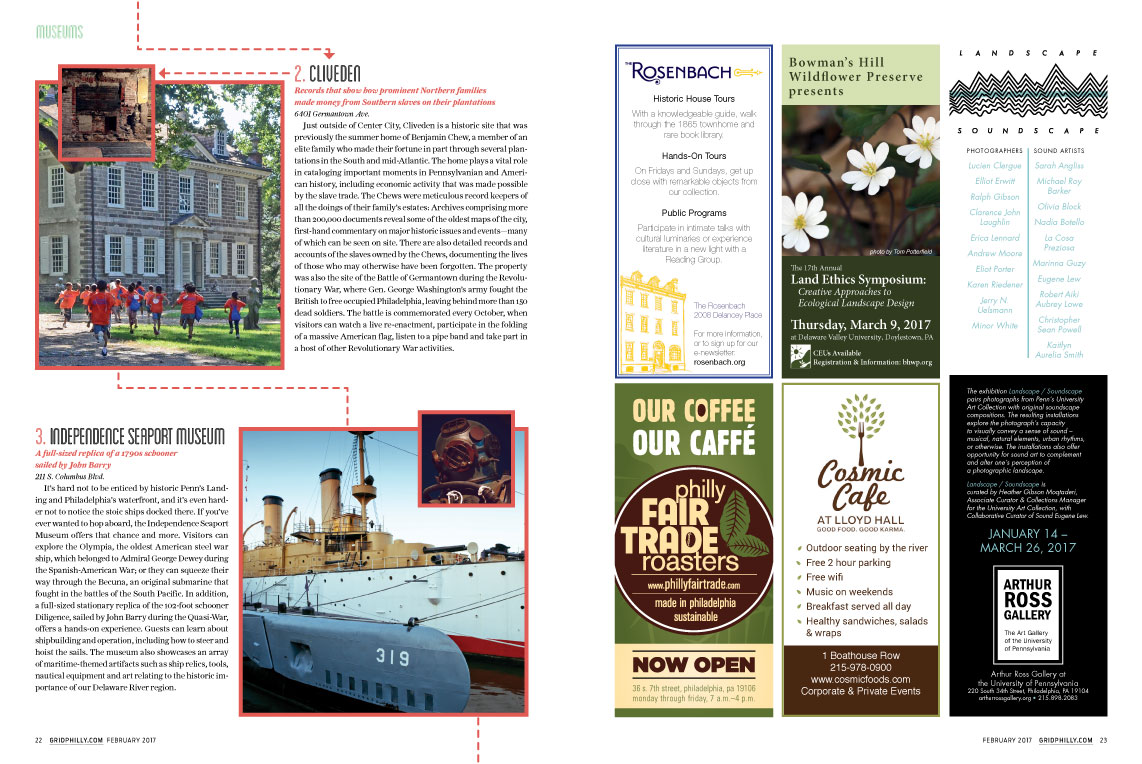 MUSEUMS
2. CLIVEDEN
Records that show how prominent Northern families
made money from Southern slaves on their plantations
6401 Germantown Ave.
Just outside of Center City, Cliveden is a historic site that was
previously the summer home of Benjamin Chew, a member of an
elite family who made their fortune in part through several plan-
tations in the South and mid-Atlantic. The home plays a vital role
in cataloging important moments in Pennsylvanian and Ameri-
can history, including economic activity that was made possible
by the slave trade. The Chews were meticulous record keepers of
all the doings of their family's estates: Archives comprising more
than 200,000 documents reveal some of the oldest maps of the city,
first-hand commentary on major historic issues and events—many
of which can be seen on site. There are also detailed records and
accounts of the slaves owned by the Chews, documenting the lives
of those who may otherwise have been forgotten. The property
was also the site of the Battle of Germantown during the Revolu-
tionary War, where Gen. George Washington's army fought the
British to free occupied Philadelphia, leaving behind more than 150
dead soldiers. The battle is commemorated every October, when
visitors can watch a live re-enactment, participate in the folding
of a massive American flag, listen to a pipe band and take part in
a host of other Revolutionary War activities.
3. INDEPENDENCE SEAPORT MUSEUM
A full-sized replica of a 1790s schooner
sailed by John Barry
211 S. Columbus Blvd.
It's hard not to be enticed by historic Penn's Land-
ing and Philadelphia's waterfront, and it's even hard-
er not to notice the stoic ships docked there. If you've
ever wanted to hop aboard, the Independence Seaport
Museum offers that chance and more. Visitors can
explore the Olympia, the oldest American steel war
ship, which belonged to Admiral George Dewey during
the Spanish-American War; or they can squeeze their
way through the Becuna, an original submarine that
fought in the battles of the South Pacific. In addition,
a full-sized stationary replica of the 102-foot schooner
Diligence, sailed by John Barry during the Quasi-War,
offers a hands-on experience. Guests can learn about
shipbuilding and operation, including how to steer and
hoist the sails. The museum also showcases an array
of maritime-themed artifacts such as ship relics, tools,
nautical equipment and art relating to the historic im-
portance of our Delaware River region.
319
22 GRIDPHILLY.COM FEBRUARY 2017
THE ROSENBACH
Historic House Tours
With a knowledgeable guide, walk
through the 1865 townhome and
rare book library.
Hands-On Tours
On Fridays and Sundays, get up
close with remarkable objects from
our collection.
Public Programs
Participate in intimate talks with
cultural luminaries or experience
literature in a new light with a
Reading Group.
The Rosenbach
2008 Delancey Place
For more information,
or to sign up for our
e-newsletter:
rosenbach.org
Bowman's Hill
Wildflower Preserve
presents
photo by Tom Potterfield
The 17th Annual
Land Ethics Symposium:
Creative Approaches to
Ecological Landscape Design
Thursday, March 9, 2017
at Delaware Valley University, Doylestown, PA
CEUs Available
Registration & Information: bhwp.org
LANDSCAPE
SOUNDSCAPE
PHOTOGRAPHERS
Lucien Clergue
Elliot Erwitt
Ralph Gibson
Clarence John
Laughlin
Erica Lennard
Andrew Moore
Eliot Porter
Karen Riedener
Jerry N.
Uelsmann
Minor White
SOUND ARTISTS
Sarah Angliss
Michael Roy
Barker
Olivia Block
Nadia Botello
La Cosa
Preziosa
Marinna Guzy
Eugene Lew
Robert Aiki
Aubrey Lowe
Christopher
Sean Powell
Kaitlyn
Aurelia Smith
The exhibition Landscape / Soundscape
pairs photographs from Penn's University
Art Collection with original soundscape
compositions. The resulting installations
explore the photograph's capacity
to visually convey a sense of sound –
musical, natural elements, urban rhythms,
or otherwise. The installations also offer
opportunity for sound art to complement
and alter one's perception of
a photographic landscape.
Landscape / Soundscape is
curated by Heather Gibson Moqtaderi,
Associate Curator & Collections Manager
for the University Art Collection, with
Collaborative Curator of Sound Eugene Lew.
JANUARY 14 –
MARCH 26, 2017
ARTHUR
ROSS
GALLERY
The Art Gallery
of the University
of Pennsylvania
Arthur Ross Gallery at
the University of Pennsylvania
220 South 34th Street, Philadelphia, PA 19104
arthurrossgallery.org • 215.898.2083
OUR COFFEE
OUR CAFFÉ
philly
FAIR
TRADE
roasters
www.phillyfairtrade.com
made in philadelphia
sustainable
NOW OPEN
36 s. 7th street, philadelphia, pa 19106
monday through friday, 7 a.m.–4 p.m.
Cosmic
Cafe
AT LLOYD HALL
GOOD FOOD. GOOD KARMA.
Outdoor seating by the river
Free 2 hour parking
Free wifi
Music on weekends
Breakfast served all day
Healthy sandwiches, salads
& wraps
1 Boathouse Row
215-978-0900
www.cosmicfoods.com
Corporate & Private Events
FEBRUARY 2017 GRIDPHILLY.COM 23